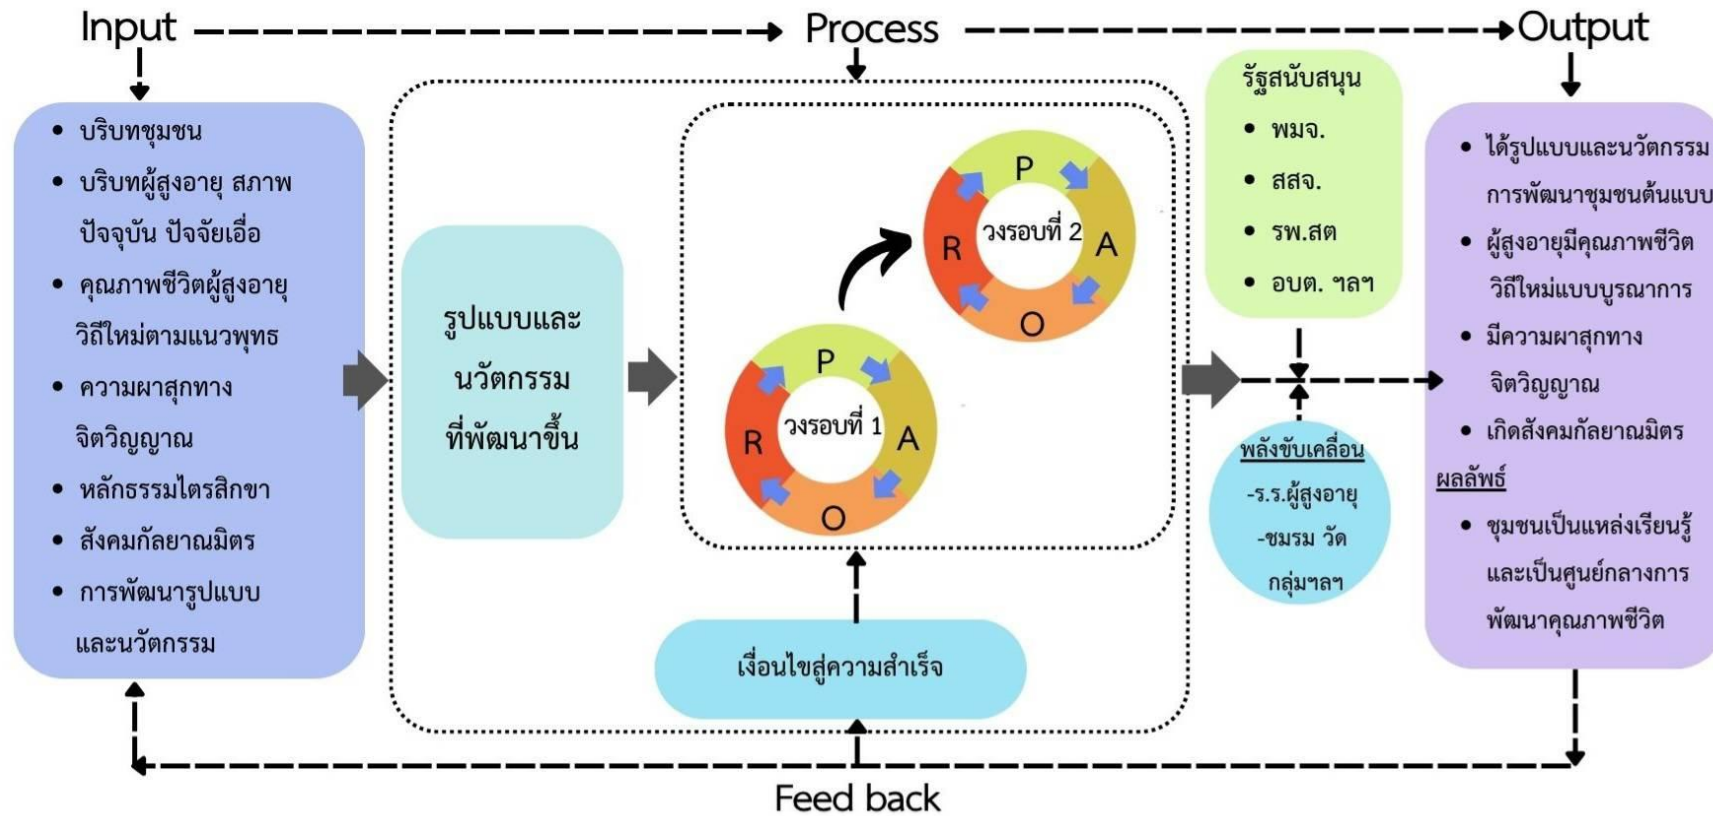 Input
Process
Output
• บริบทชุมชน
• บริบทผู้สูงอายุ สภาพ
ปัจจุบัน ปัจจัยเอื่อ
• คุณภาพชีวิตผู้สูงอายุ
วิถีใหม่ตามแนวพุทธ
• ความผาสุกทาง
จิตวิญญาณ
• หลักธรรมไตรสิกขา
• สังคมกัลยาณมิตร
• การพัฒนารูปแบบ
และนวัตกรรม
รูปแบบและ
นวัตกรรม
ที่พัฒนาขึ้น
P
A
O
R
วงรอบที่ 1
P
A
O
R
วงรอบที่ 2
เงื่อนไขสู่ความสำเร็จ
รัฐสนับสนุน
• พมจ.
• สสจ.
• รพ.สต
• อบต. ฯลฯ
พลังขับเคลื่อน
-ร.ร.ผู้สูงอายุ
-ชมรม วัด
กลุ่มฯลฯ
• ได้รูปแบบและนวัตกรรม
การพัฒนาชุมชนต้นแบบ
• ผู้สูงอายุมีคุณภาพชีวิต
วิถีใหม่แบบบูรณาการ
• มีความผาสุกทาง
จิตวิญญาณ
• เกิดสังคมกัลยาณมิตร
ผลลัพธ์
• ชุมชนเป็นแหล่งเรียนรู้
และเป็นศูนย์กลางการ
พัฒนาคุณภาพชีวิต
Feed back